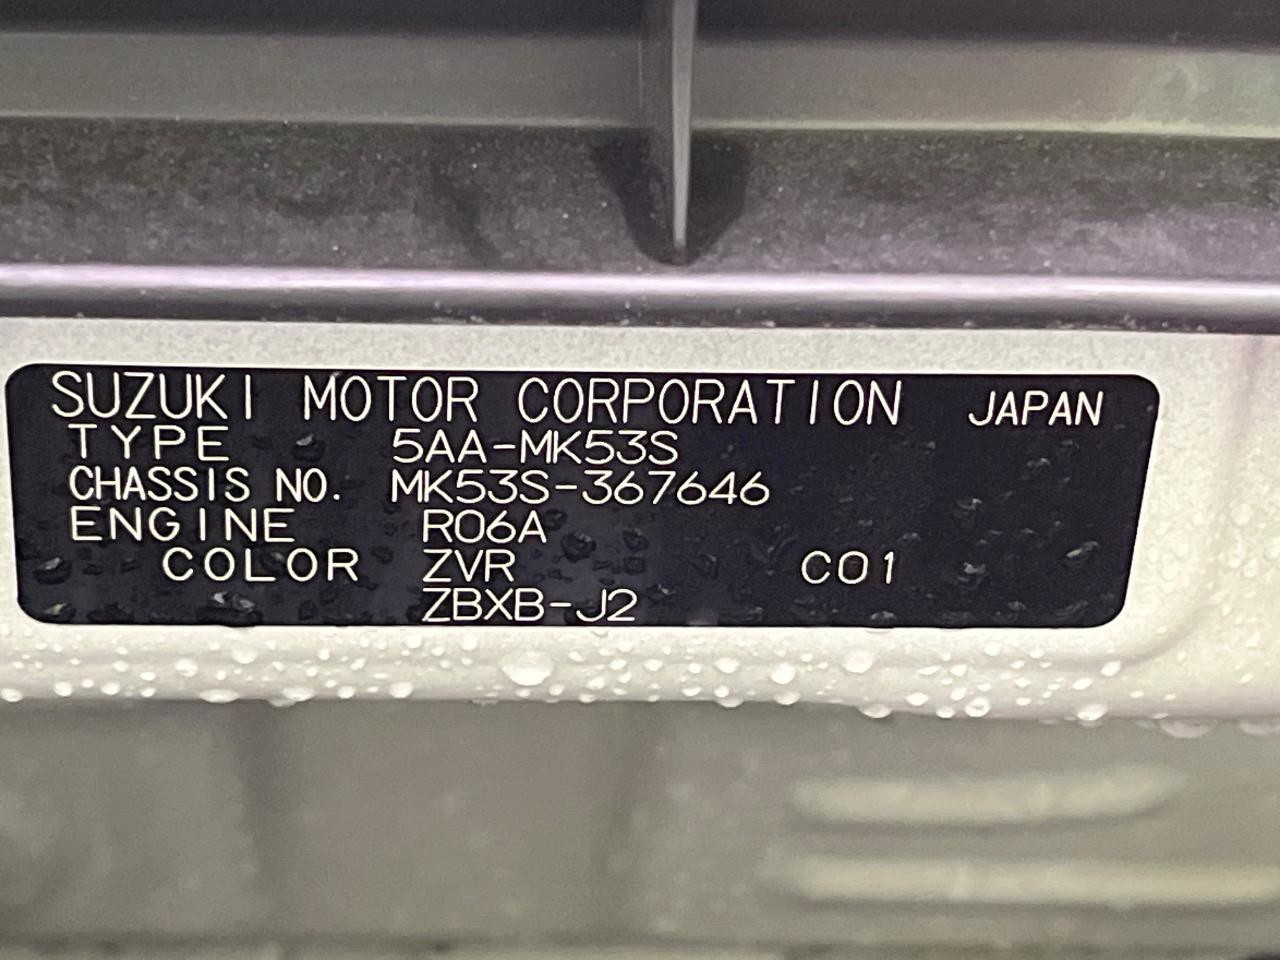 SUZUKI MOTOR CORPORATION JAPAN
TYPE 5AA-MK53S
CHASSIS NO. MK53S-367646
ENGINE R06A
COLOR ZVR C01
ZBXB-J2